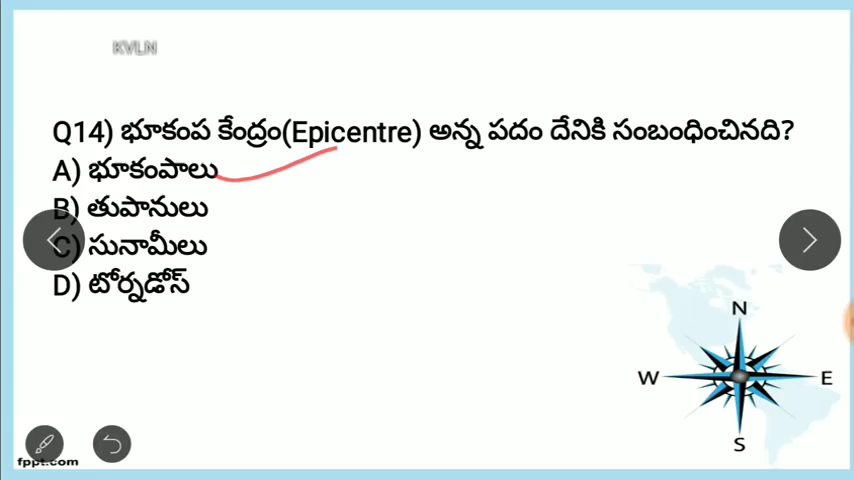 KVLN
Q14) భూకంప కేంద్రం(Epicentre) అన్న పదం దేనికి సంబంధించినది?
A) భూకంపాలు
B) తుపానులు
C) సునామీలు
D) టోర్నడోస్
N
W E
S
fppt.com